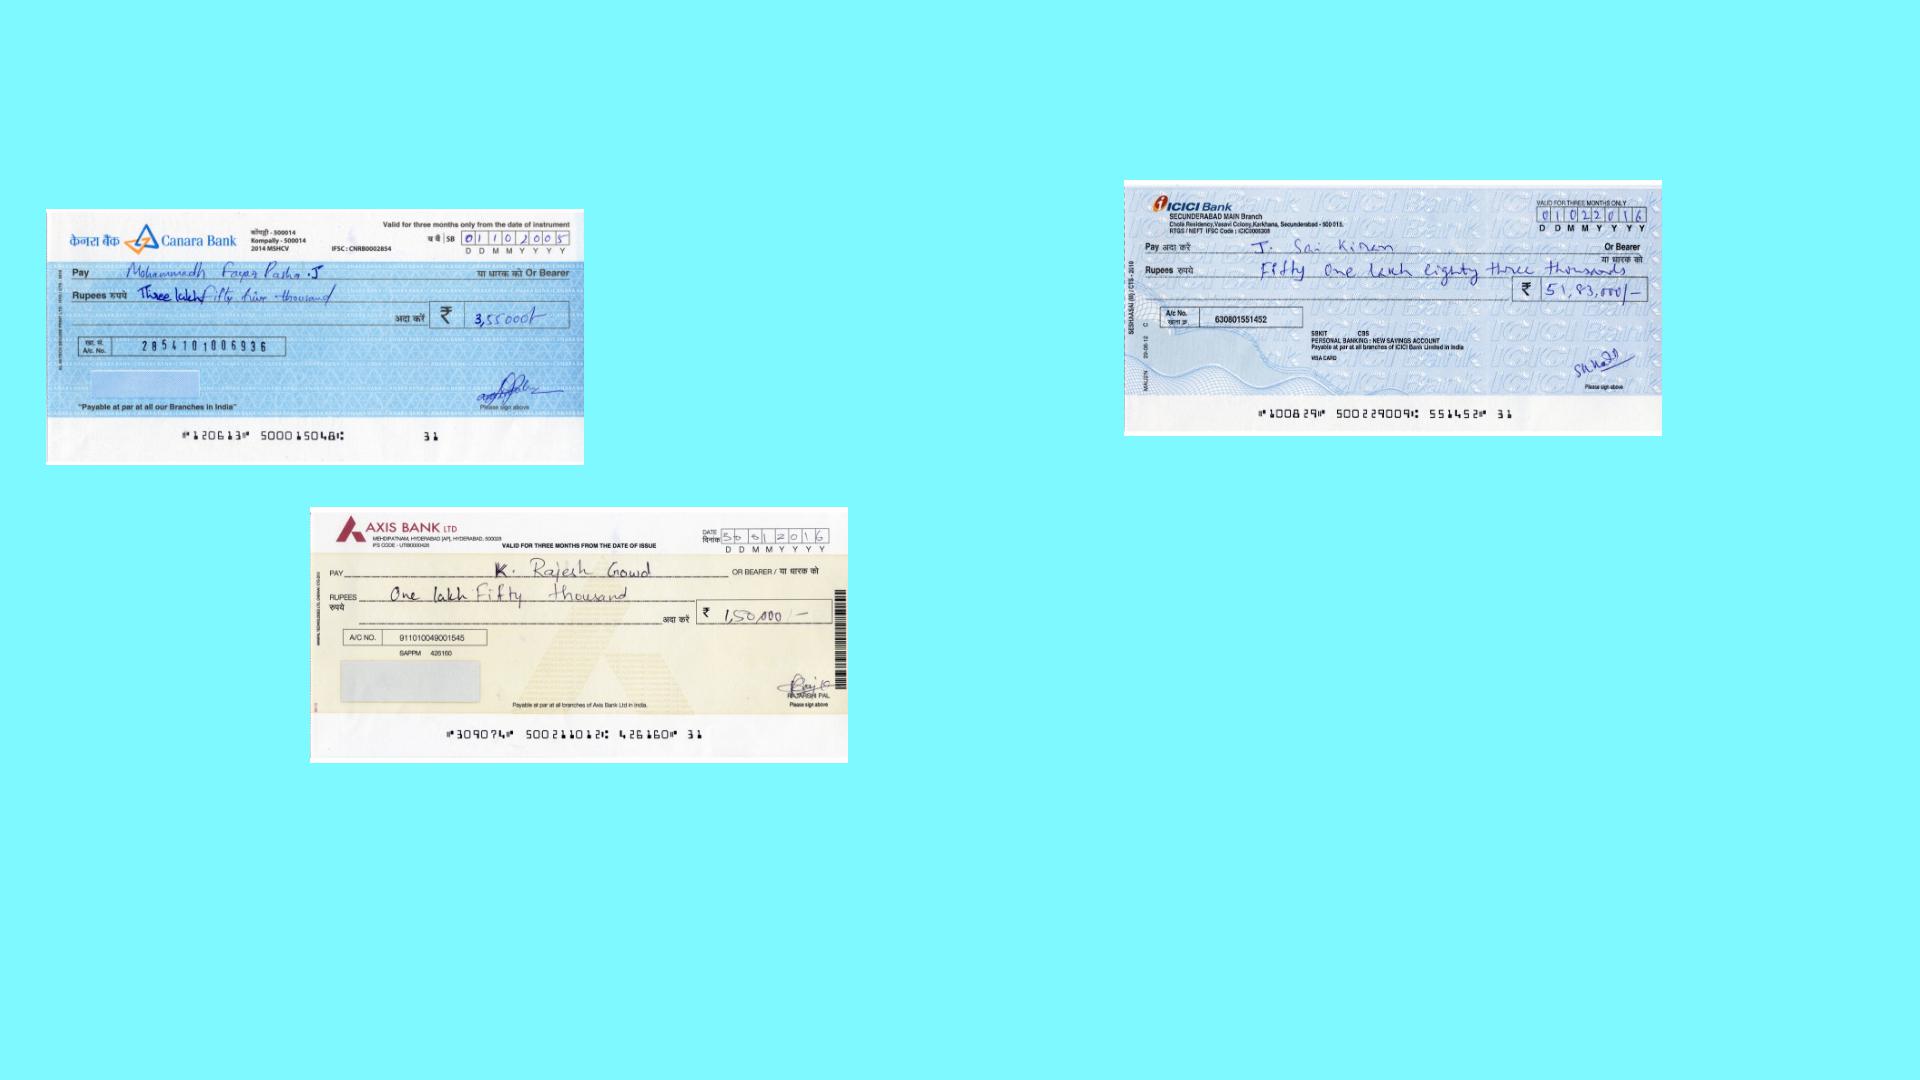 केनरा बैंक Canara Bank
कोंपल्ली - 500014
Kompally - 500014
2014 MSHCV
IFSC : CNRB0002854
Valid for three months only from the date of instrument
SB 01102005
D D M M Y Y Y Y
Pay Mohammadh Fayaz Pasha .J या धारक को Or Bearer
Rupees रुपये Three lakh fifty five thousand
अदा करें ₹ 3,55000/-
A/c. No. 2854101006936
Please sign above
"Payable at par at all our Branches in India"
⑈120613⑈ 500015048⑆ 31
ICICI Bank
SECUNDERABAD MAIN Branch
Chola Residency,Vasavi Colony,Karkhana, Secunderabad - 500 015.
RTGS / NEFT IFSC Code : ICIC0006308
VALID FOR THREE MONTHS ONLY
01022016
D D M M Y Y Y Y
Pay अदा करें J. Sai Kiran Or Bearer
या धारक को
Rupees रुपये Fifty One lakh eighty three thousands
₹ 51,83,000/-
A/c No. 630801551452
SBKIT CBS
PERSONAL BANKING : NEW SAVINGS ACCOUNT
Payable at par at all branches of ICICI Bank Limited in India
VISA CARD
Please sign above
⑈100829⑈ 500229009⑆ 551452⑈ 31
AXIS BANK LTD
MEHDIPATNAM, HYDERABAD [AP], HYDERABAD, 500028
IFS CODE - UTIB0000426
VALID FOR THREE MONTHS FROM THE DATE OF ISSUE
DATE
दिनांक
D D M M Y Y Y Y
PAY K. Rajesh Gowd OR BEARER / या धारक को
RUPEES रुपये One lakh Fifty thousand
अदा करें ₹ 1,50,000/-
A/C NO. 911010049001545
SAPPM 426160
RAJARSHI PAL
Please sign above
Payable at par at all branches of Axis Bank Ltd in India.
⑈309074⑈ 500211012⑆ 426160⑈ 31